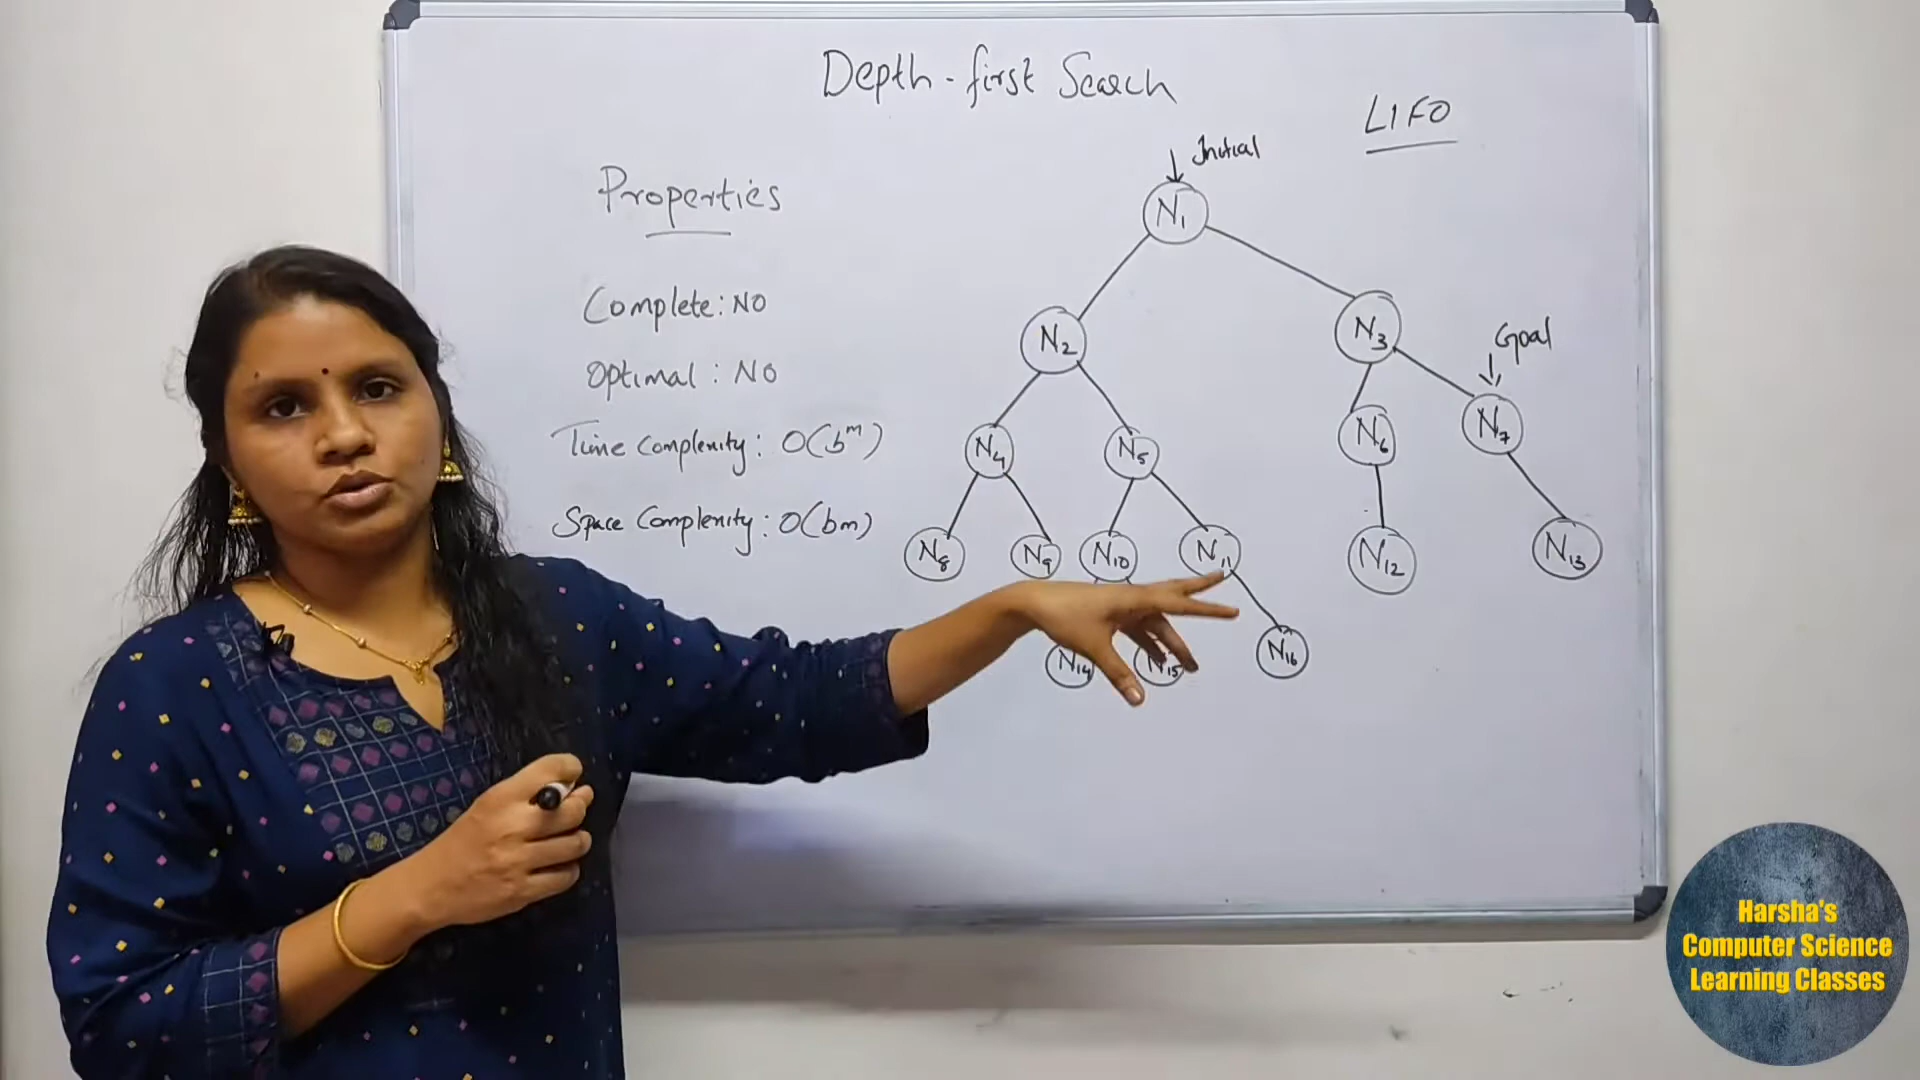 Depth-first Search
LIFO
Initial
Properties
Complete: NO
Optimal: NO
Time Complexity: O(b^m)
Space Complexity: O(bm)
N1
N2
N3
Goal
N4
N5
N6
N7
N8
N9
N10
N11
N12
N13
N14
N15
N16
Harsha's
Computer Science
Learning Classes